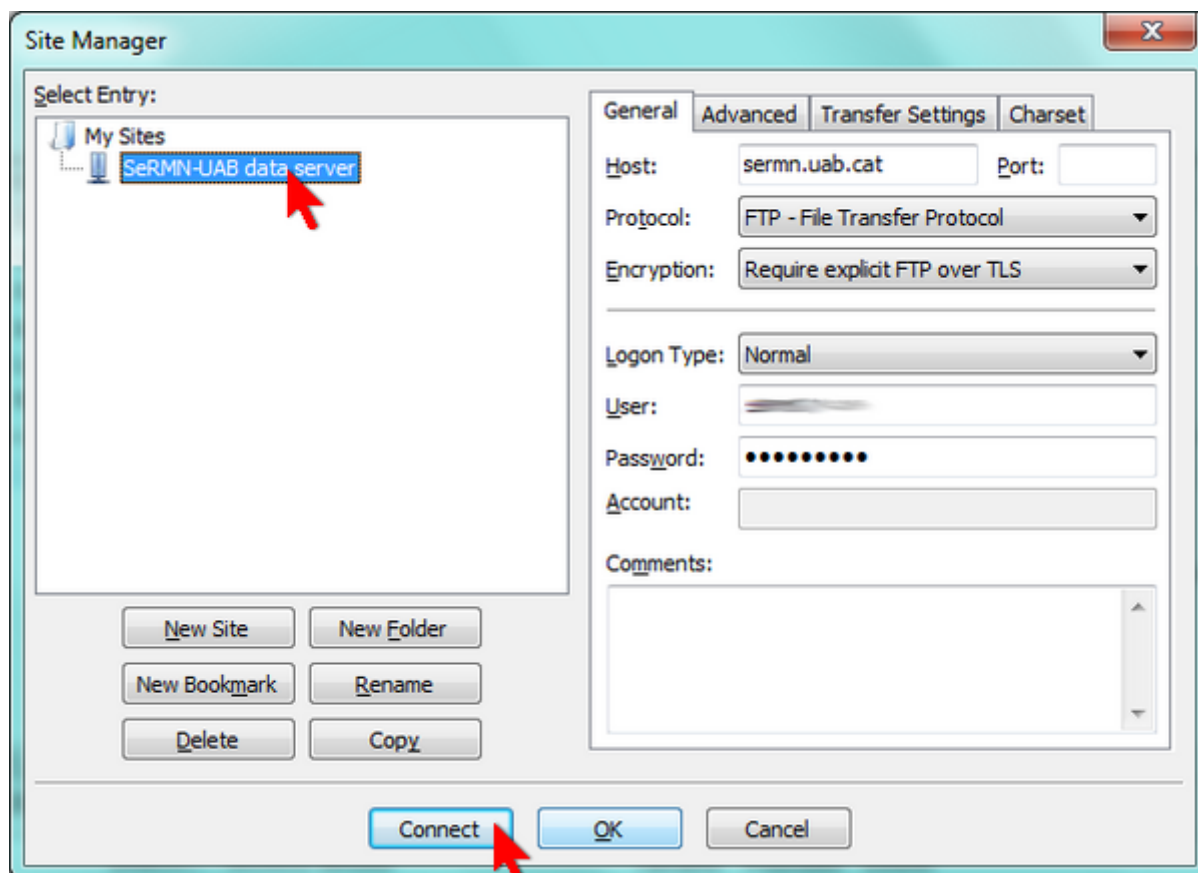 Site Manager
Select Entry:
My Sites
SeRMN-UAB data server
New Site
New Folder
New Bookmark
Rename
Delete
Copy
General Advanced Transfer Settings Charset
Host: sermn.uab.cat Port:
Protocol: FTP - File Transfer Protocol
Encryption: Require explicit FTP over TLS
Logon Type: Normal
User:
Password: •••••••••
Account:
Comments:
Connect OK Cancel